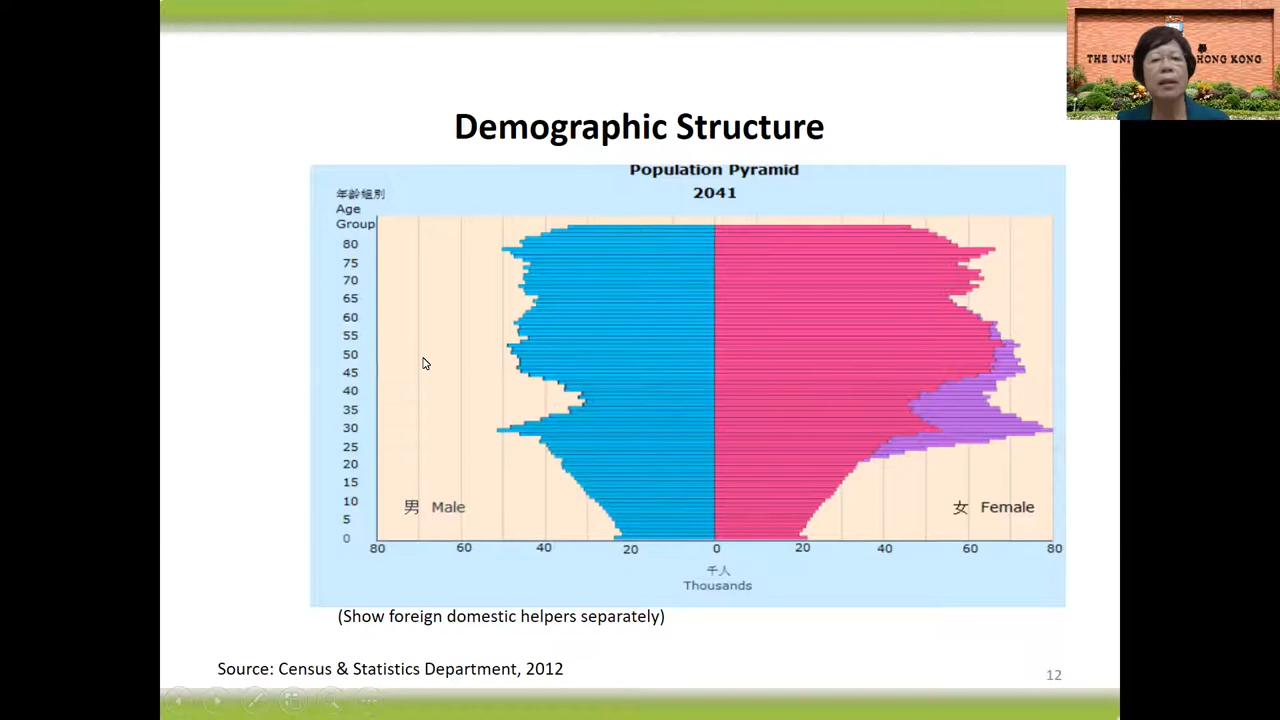 THE UNI
學
HONG KONG
Demographic Structure
Population Pyramid
2041
年齡組別
Age
Group
80
75
70
65
60
55
50
45
40
35
30
25
20
15
10
5
0
男 Male
女 Female
80 60 40 20 0 20 40 60 80
千人
Thousands
(Show foreign domestic helpers separately)
Source: Census & Statistics Department, 2012
12